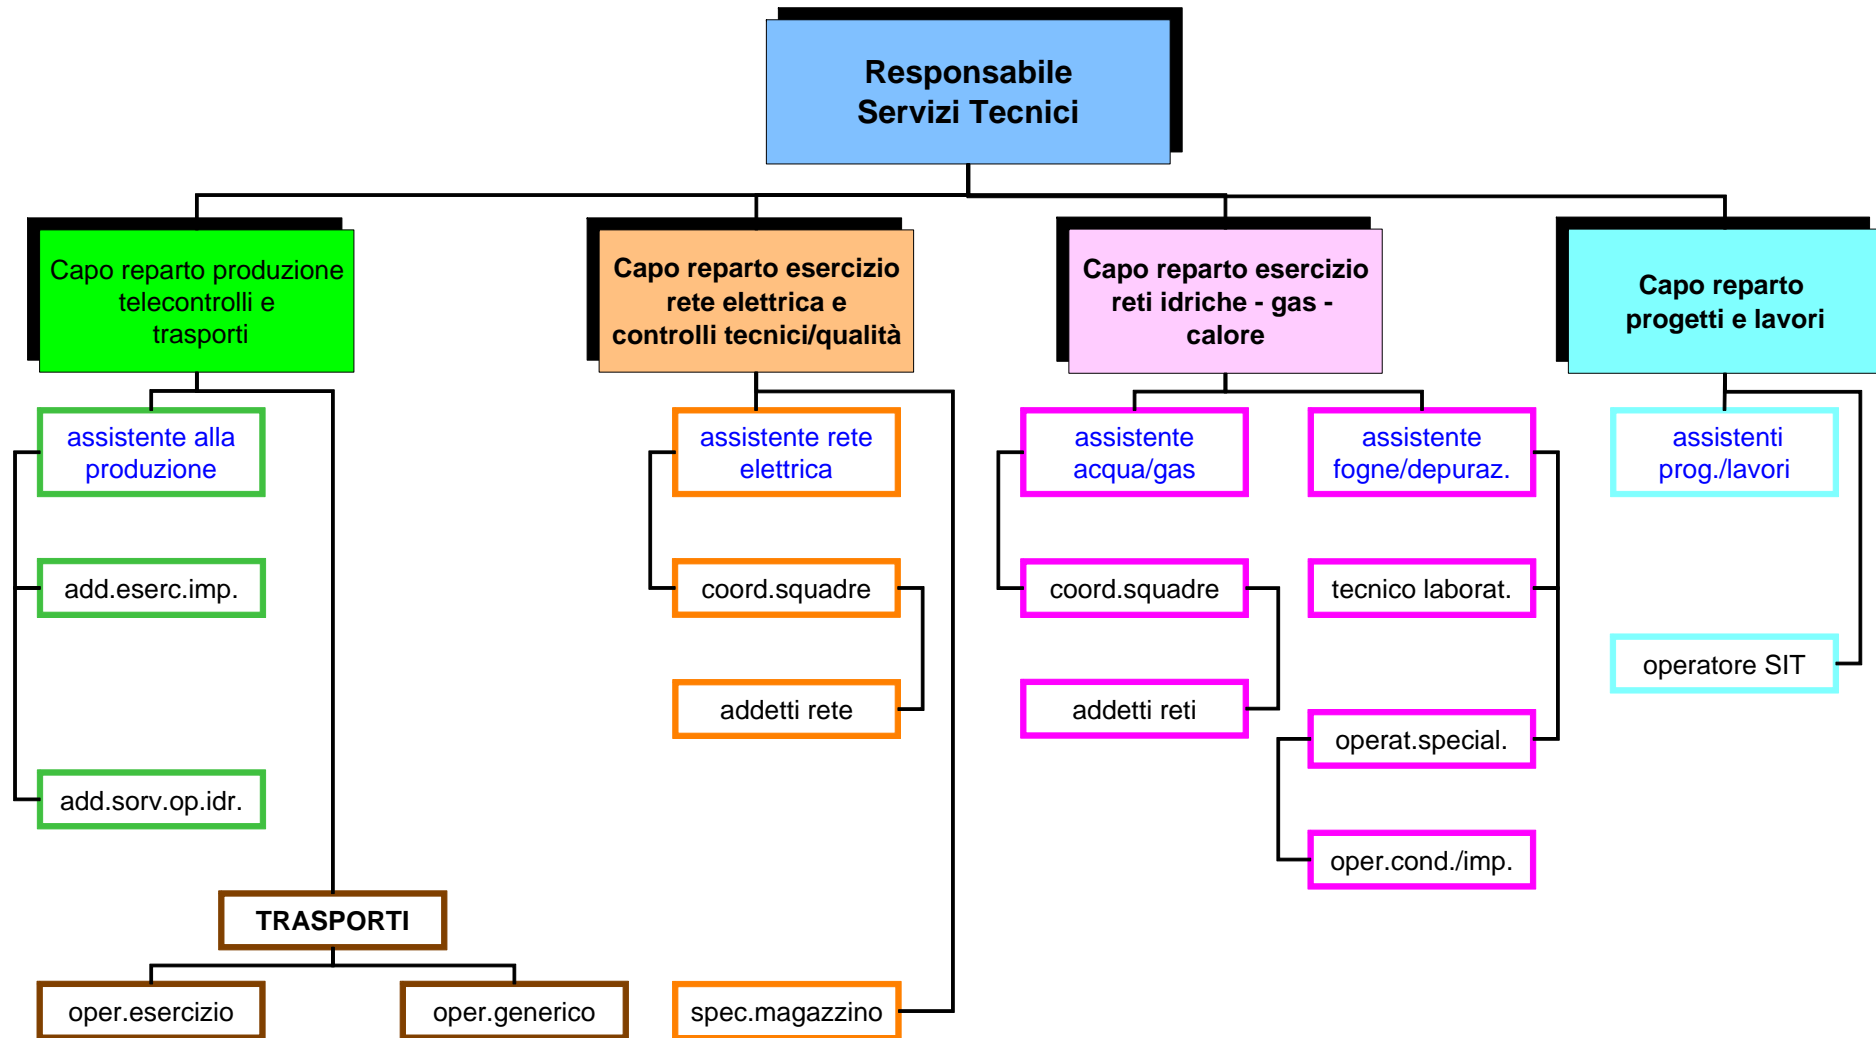 Responsabile
Servizi Tecnici
Capo reparto produzione
telecontrolli e
trasporti
Capo reparto esercizio
rete elettrica e
controlli tecnici/qualità
Capo reparto esercizio
reti idriche - gas -
calore
Capo reparto
progetti e lavori
assistente alla
produzione
assistente rete
elettrica
assistente
acqua/gas
assistente
fogne/depuraz.
assistenti
prog./lavori
add.eserc.imp.
coord.squadre
coord.squadre
tecnico laborat.
operatore SIT
addetti rete
addetti reti
operat.special.
add.sorv.op.idr.
oper.cond./imp.
TRASPORTI
oper.esercizio
oper.generico
spec.magazzino